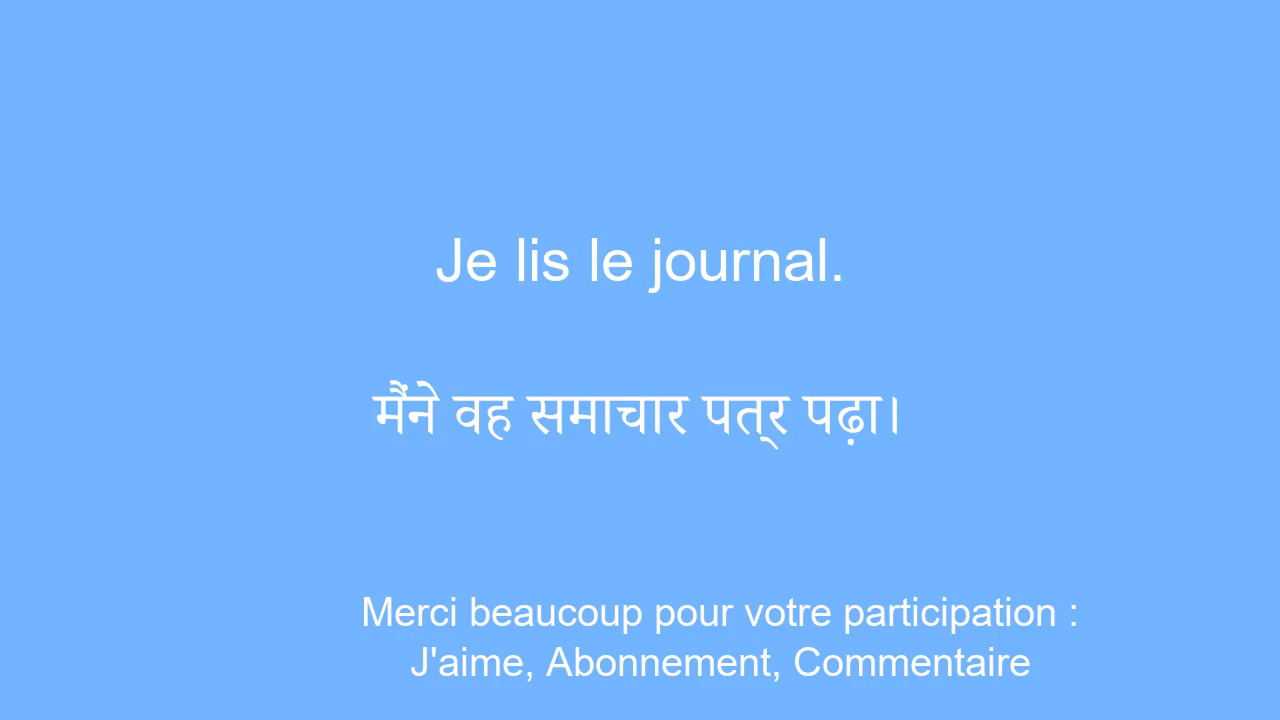 Je lis le journal.
मैंने वह समाचार पत्र पढ़ा।
Merci beaucoup pour votre participation :
J'aime, Abonnement, Commentaire